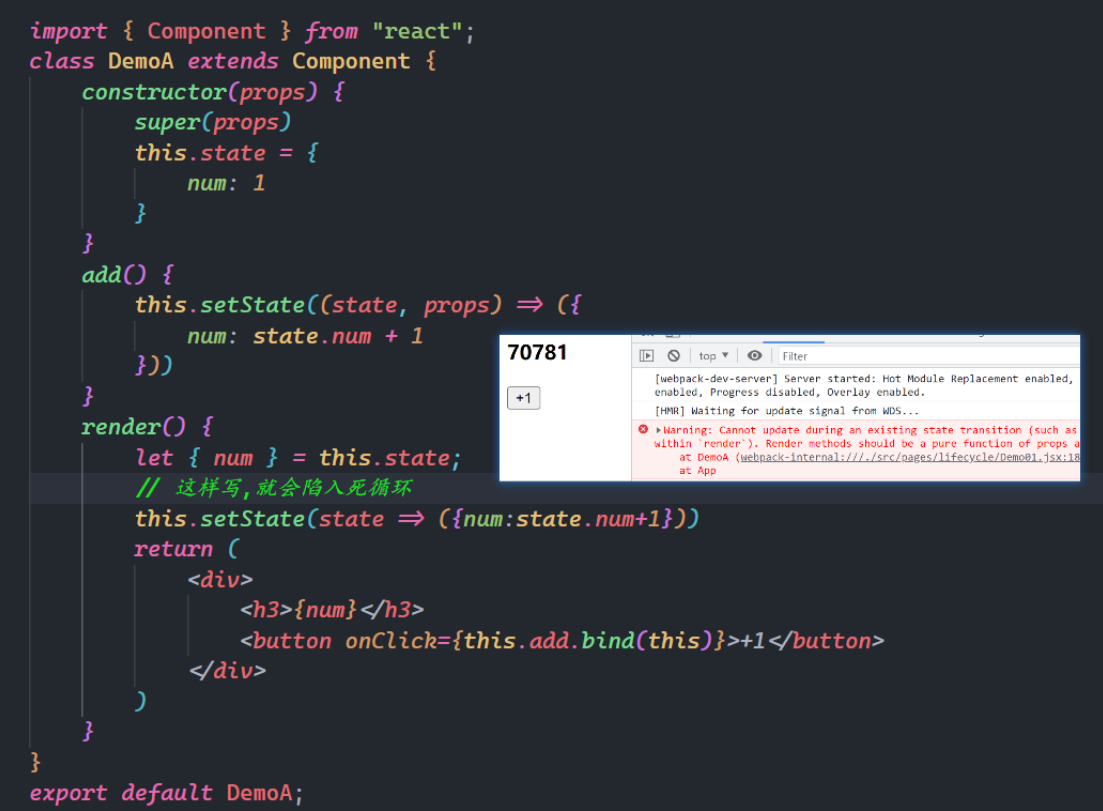 import { Component } from "react";
class DemoA extends Component {
    constructor(props) {
        super(props)
        this.state = {
            num: 1
        }
    }
    add() {
        this.setState((state, props) => ({
            num: state.num + 1
        }))
    }
    render() {
        let { num } = this.state;
        // 这样写,就会陷入死循环
        this.setState(state => ({num:state.num+1}))
        return (
            <div>
                <h3>{num}</h3>
                <button onClick={this.add.bind(this)}>+1</button>
            </div>
        )
    }
}
export default DemoA;
70781
+1
top ▼
Filter
[webpack-dev-server] Server started: Hot Module Replacement enabled,
enabled, Progress disabled, Overlay enabled.
[HMR] Waiting for update signal from WDS...
▶Warning: Cannot update during an existing state transition (such as
within `render`). Render methods should be a pure function of props a
at DemoA (webpack-internal:///./src/pages/lifecycle/Demo01.jsx:18
at App